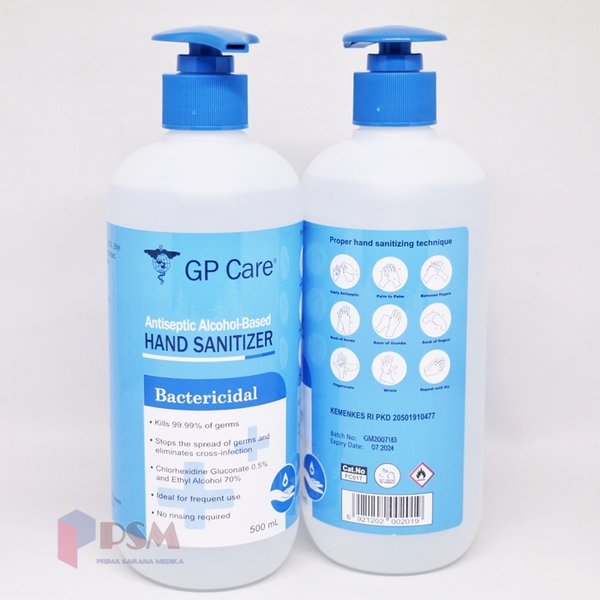 GP Care®
Antiseptic Alcohol-Based
HAND SANITIZER
Bactericidal
• Kills 99.99% of germs
• Stops the spread of germs and
eliminates cross-infection
• Chlorhexidine Gluconate 0.5%
and Ethyl Alcohol 70%
• Ideal for frequent use
• No rinsing required
500 mL
Proper hand sanitizing technique
Apply Antiseptic
Palm to Palm
Between Fingers
Back of hands
Base of thumbs
Back of fingers
Fingernails
Wrists
Repeat until dry
KEMENKES RI PKD 20501910477
Batch No: GM2007183
Expiry Date: 07.2024
Cat.No
FC017
6 921202 002019
PSM
PRIMA SARANA MEDIKA